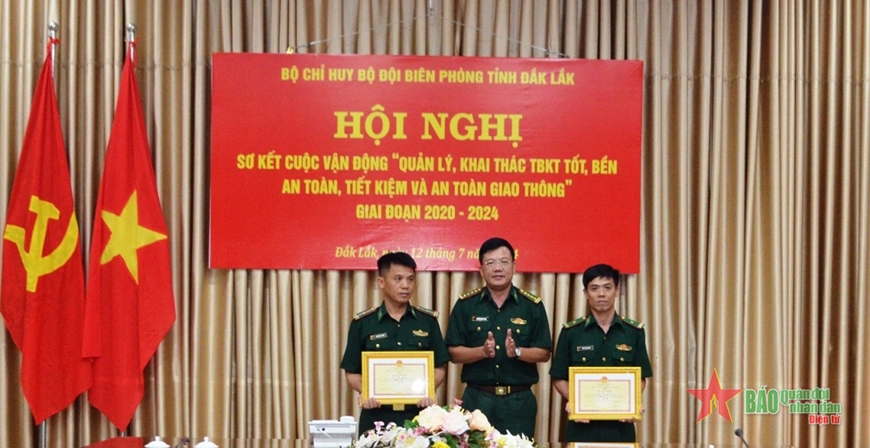 BỘ CHỈ HUY BỘ ĐỘI BIÊN PHÒNG TỈNH ĐẮK LẮK
HỘI NGHỊ
SƠ KẾT CUỘC VẬN ĐỘNG "QUẢN LÝ, KHAI THÁC TBKT TỐT, BỀN
AN TOÀN, TIẾT KIỆM VÀ AN TOÀN GIAO THÔNG"
GIAI ĐOẠN 2020 - 2024
Đắk Lắk, ngày 12 tháng 7 4
BÁO Quân đội
nhân dân
Điện tử